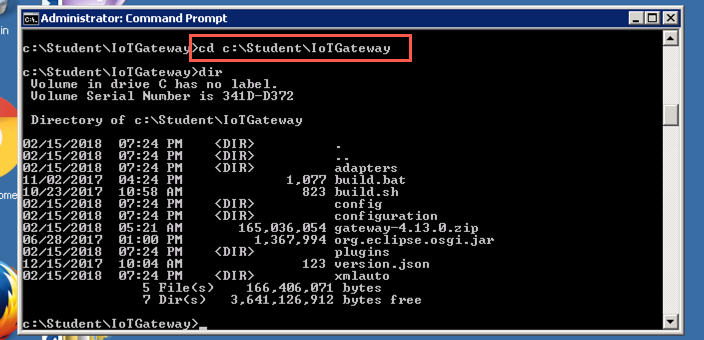 Administrator: Command Prompt
c:\Student\IoTGateway>cd c:\Student\IoTGateway
c:\Student\IoTGateway>dir
Volume in drive C has no label.
Volume Serial Number is 341D-D372
Directory of c:\Student\IoTGateway
02/15/2018 07:24 PM <DIR> .
02/15/2018 07:24 PM <DIR> ..
02/15/2018 07:24 PM <DIR> adapters
11/02/2017 04:24 PM 1,077 build.bat
10/23/2017 10:58 AM 823 build.sh
02/15/2018 07:24 PM <DIR> config
02/15/2018 07:24 PM <DIR> configuration
02/15/2018 05:21 AM 165,036,054 gateway-4.13.0.zip
06/28/2017 01:00 PM 1,367,994 org.eclipse.osgi.jar
02/15/2018 07:24 PM <DIR> plugins
12/15/2017 10:04 AM 123 version.json
02/15/2018 07:24 PM <DIR> xmlauto
5 File(s) 166,406,071 bytes
7 Dir(s) 3,641,126,912 bytes free
c:\Student\IoTGateway>_